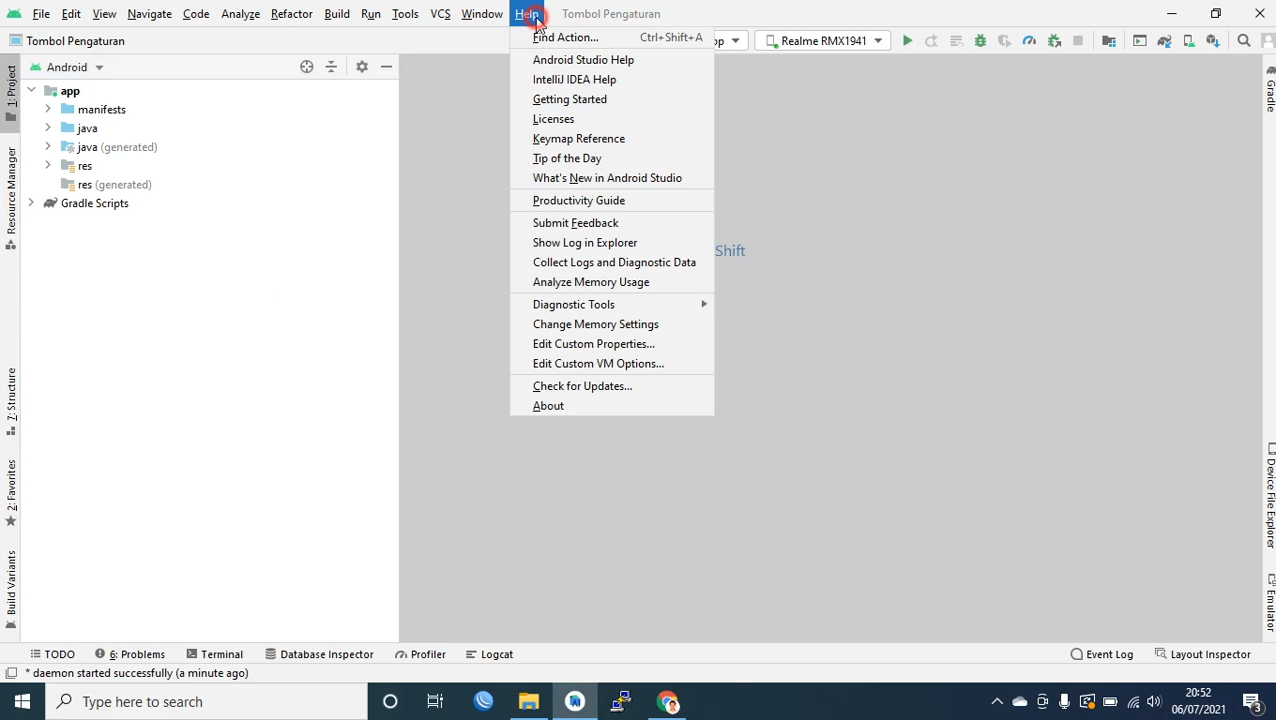 File Edit View Navigate Code Analyze Refactor Build Run Tools VCS Window Help Tombol Pengaturan
Tombol Pengaturan
Realme RMX1941
Find Action... Ctrl+Shift+A
Android Studio Help
IntelliJ IDEA Help
Getting Started
Licenses
Keymap Reference
Tip of the Day
What's New in Android Studio
Productivity Guide
Submit Feedback
Show Log in Explorer
Collect Logs and Diagnostic Data
Analyze Memory Usage
Diagnostic Tools
Change Memory Settings
Edit Custom Properties...
Edit Custom VM Options...
Check for Updates...
About
Shift
1: Project
Resource Manager
7: Structure
2: Favorites
Build Variants
Android
app
manifests
java
java (generated)
res
res (generated)
Gradle Scripts
Gradle
Device File Explorer
Emulator
TODO 6: Problems Terminal Database Inspector Profiler Logcat Event Log Layout Inspector
* daemon started successfully (a minute ago)
Type here to search
20:52
06/07/2021
3